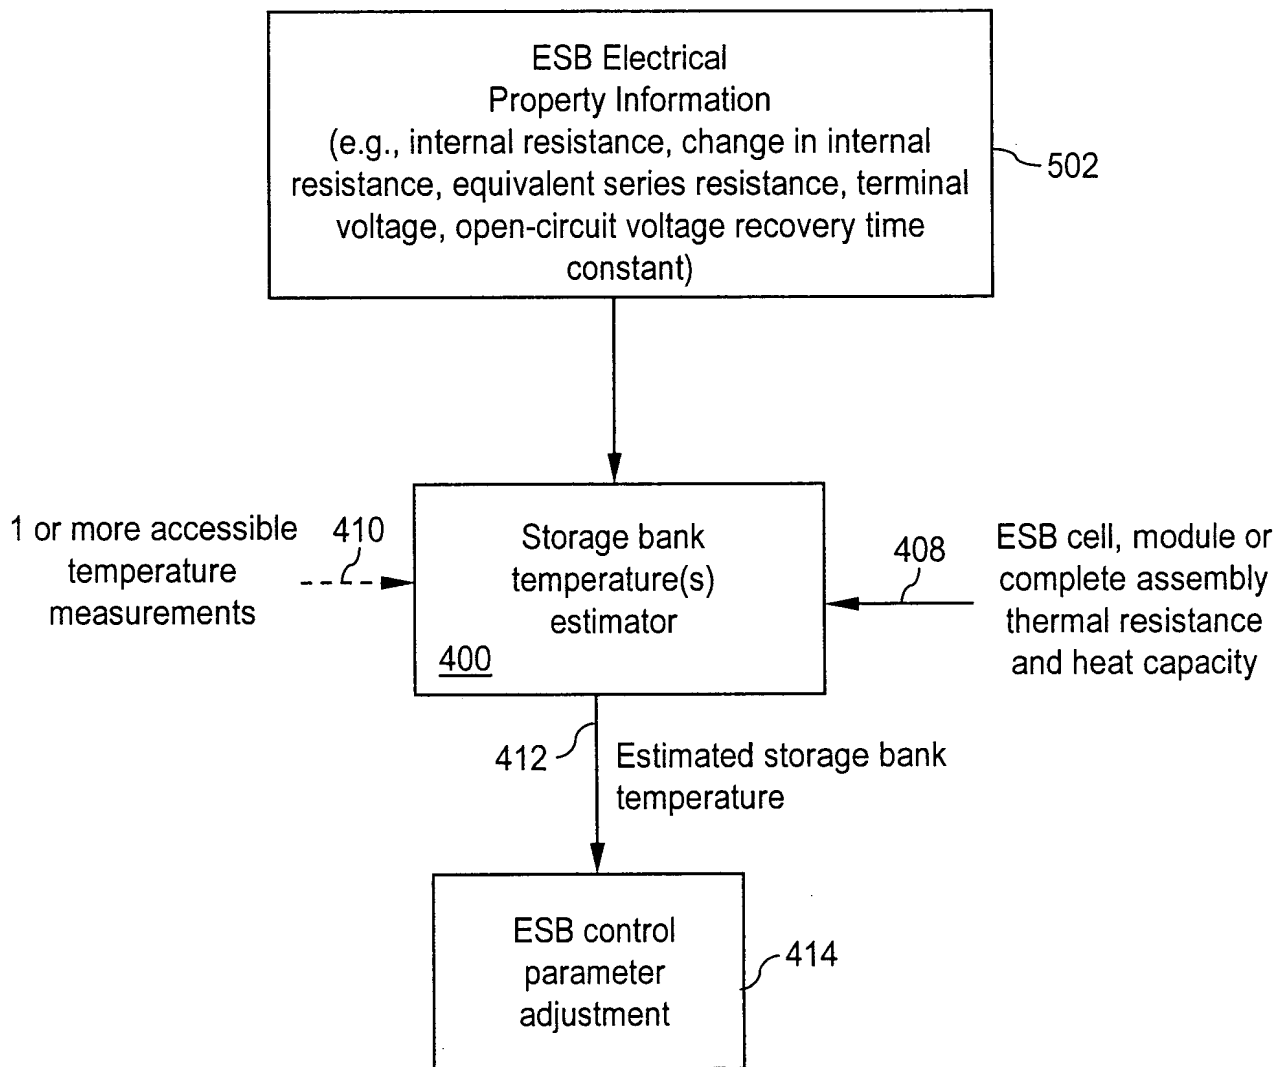 ESB Electrical
Property Information
(e.g., internal resistance, change in internal
resistance, equivalent series resistance, terminal
voltage, open-circuit voltage recovery time
constant)
502
1 or more accessible
temperature
measurements
410
Storage bank
temperature(s)
estimator
400
408
ESB cell, module or
complete assembly
thermal resistance
and heat capacity
412
Estimated storage bank
temperature
ESB control
parameter
adjustment
414